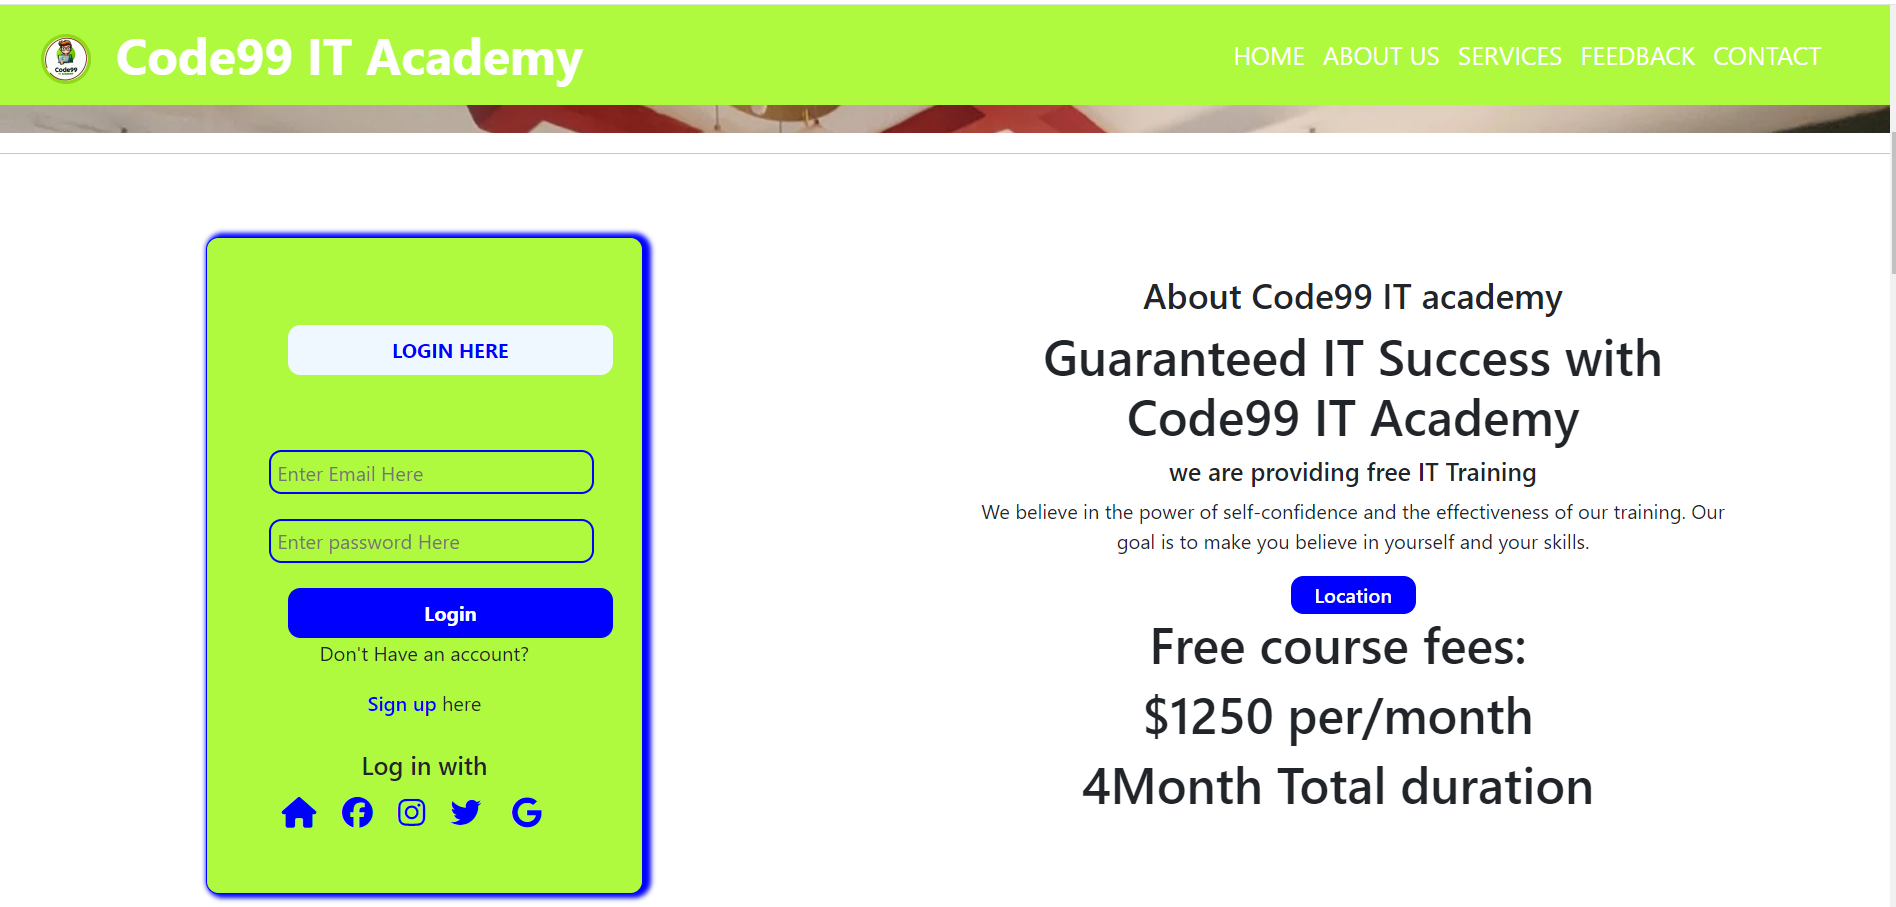 Code99
Code99 IT Academy
HOME ABOUT US SERVICES FEEDBACK CONTACT
LOGIN HERE
Enter Email Here
Enter password Here
Login
Don't Have an account?
Sign up here
Log in with
About Code99 IT academy
Guaranteed IT Success with
Code99 IT Academy
we are providing free IT Training
We believe in the power of self-confidence and the effectiveness of our training. Our
goal is to make you believe in yourself and your skills.
Location
Free course fees:
$1250 per/month
4Month Total duration